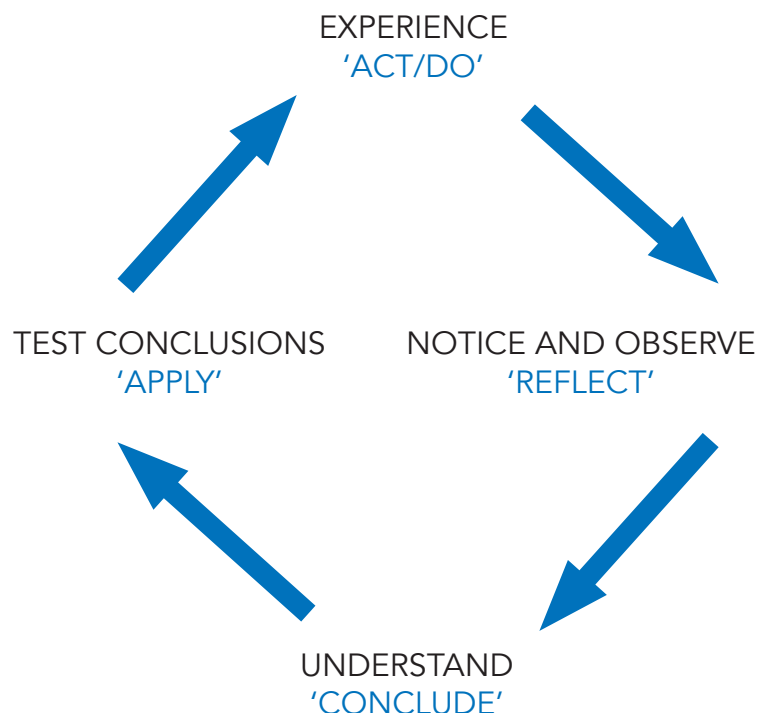 EXPERIENCE
‘ACT/DO’
TEST CONCLUSIONS
‘APPLY’
NOTICE AND OBSERVE
‘REFLECT’
UNDERSTAND
‘CONCLUDE’